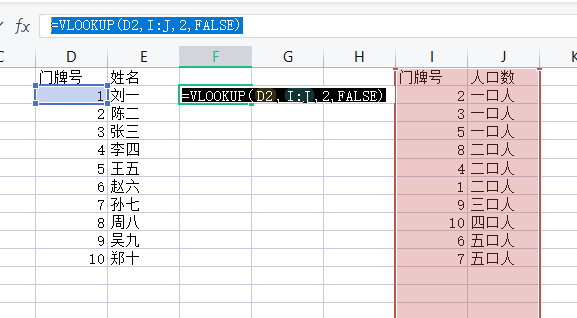 fx =VLOOKUP(D2,I:J,2,FALSE)
C D E F G H I J K
门牌号 姓名 门牌号 人口数
1 刘一 =VLOOKUP(D2,I:J,2,FALSE) 2 一口人
2 陈二 3 一口人
3 张三 5 一口人
4 李四 8 二口人
5 王五 4 二口人
6 赵六 1 二口人
7 孙七 9 三口人
8 周八 10 四口人
9 吴九 6 五口人
10 郑十 7 五口人